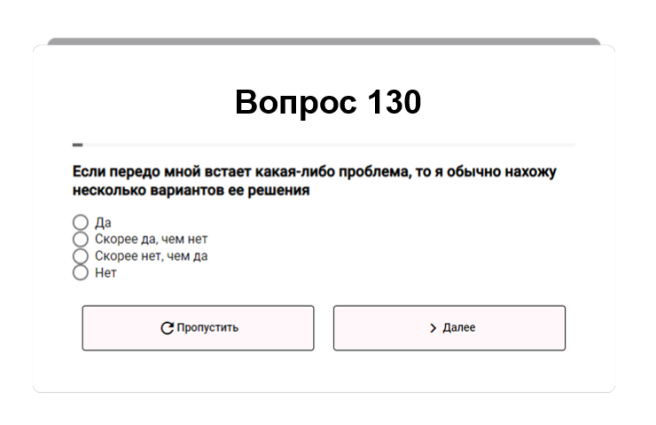 Вопрос 130
Если передо мной встает какая-либо проблема, то я обычно нахожу
несколько вариантов ее решения
Да
Скорее да, чем нет
Скорее нет, чем да
Нет
Пропустить
Далее